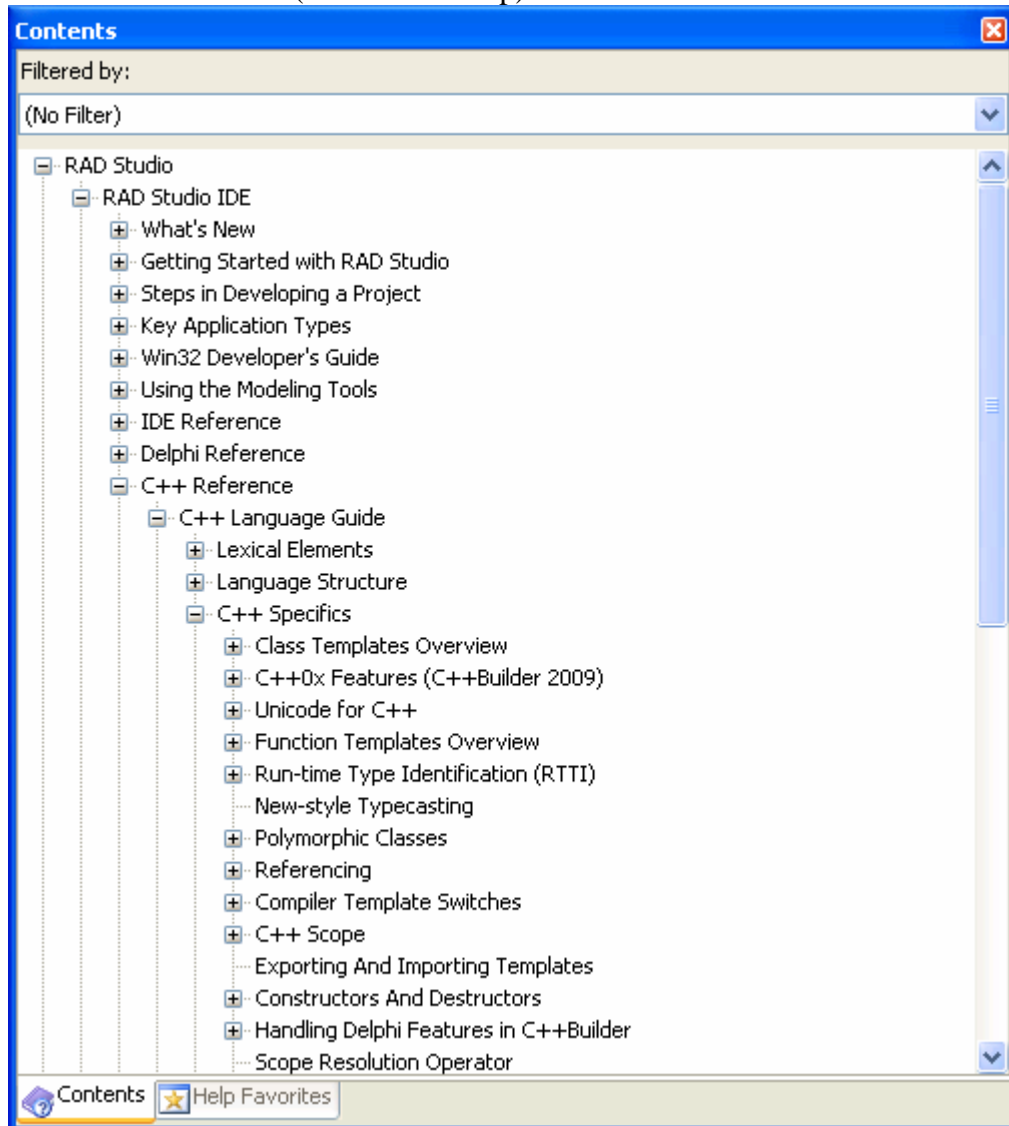 Contents
Filtered by:
(No Filter)
RAD Studio
RAD Studio IDE
What's New
Getting Started with RAD Studio
Steps in Developing a Project
Key Application Types
Win32 Developer's Guide
Using the Modeling Tools
IDE Reference
Delphi Reference
C++ Reference
C++ Language Guide
Lexical Elements
Language Structure
C++ Specifics
Class Templates Overview
C++0x Features (C++Builder 2009)
Unicode for C++
Function Templates Overview
Run-time Type Identification (RTTI)
New-style Typecasting
Polymorphic Classes
Referencing
Compiler Template Switches
C++ Scope
Exporting And Importing Templates
Constructors And Destructors
Handling Delphi Features in C++Builder
Scope Resolution Operator
Contents Help Favorites